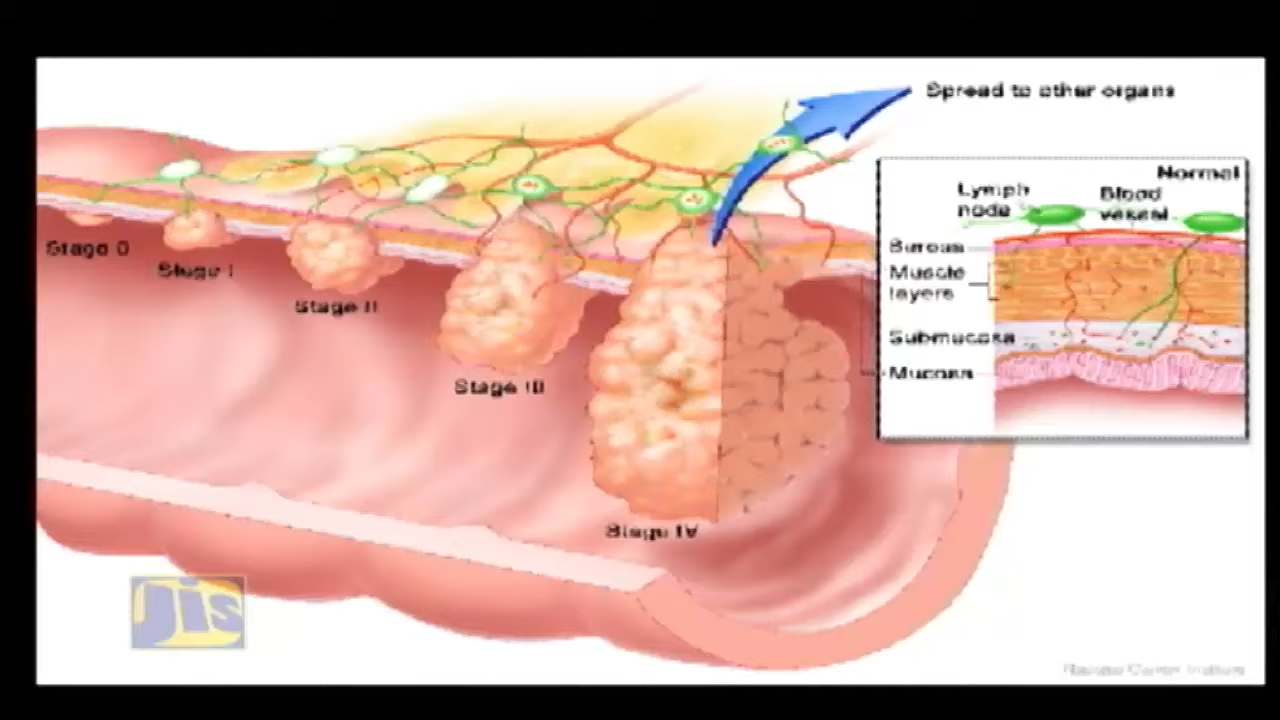 Spread to other organs
Normal
Lymph
node
Blood
vessel
Serosa
Muscle
layers
Submucosa
Mucosa
Stage 0
Stage I
Stage II
Stage III
Stage IV
Jis